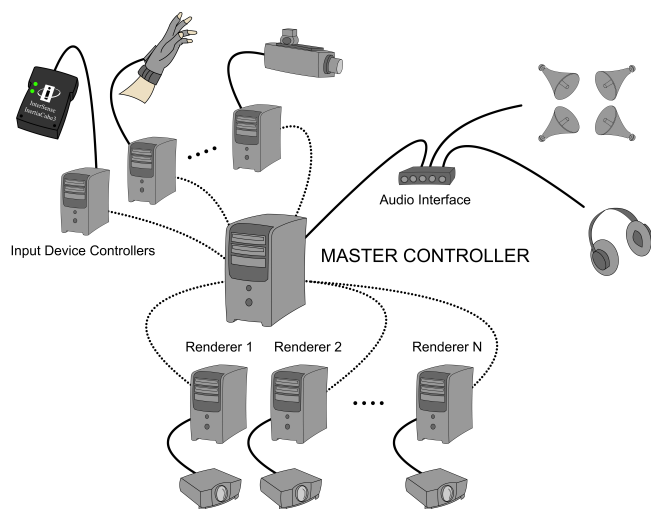 InterSense
InertiaCube3
Audio Interface
Input Device Controllers
MASTER CONTROLLER
Renderer 1
Renderer 2
Renderer N